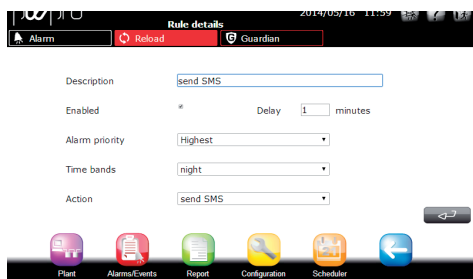 2014/05/16 11:59
Rule details
Alarm
Reload
Guardian
Description send SMS
Enabled Delay 1 minutes
Alarm priority Highest
Time bands night
Action send SMS
Plant Alarms/Events Report Configuration Scheduler